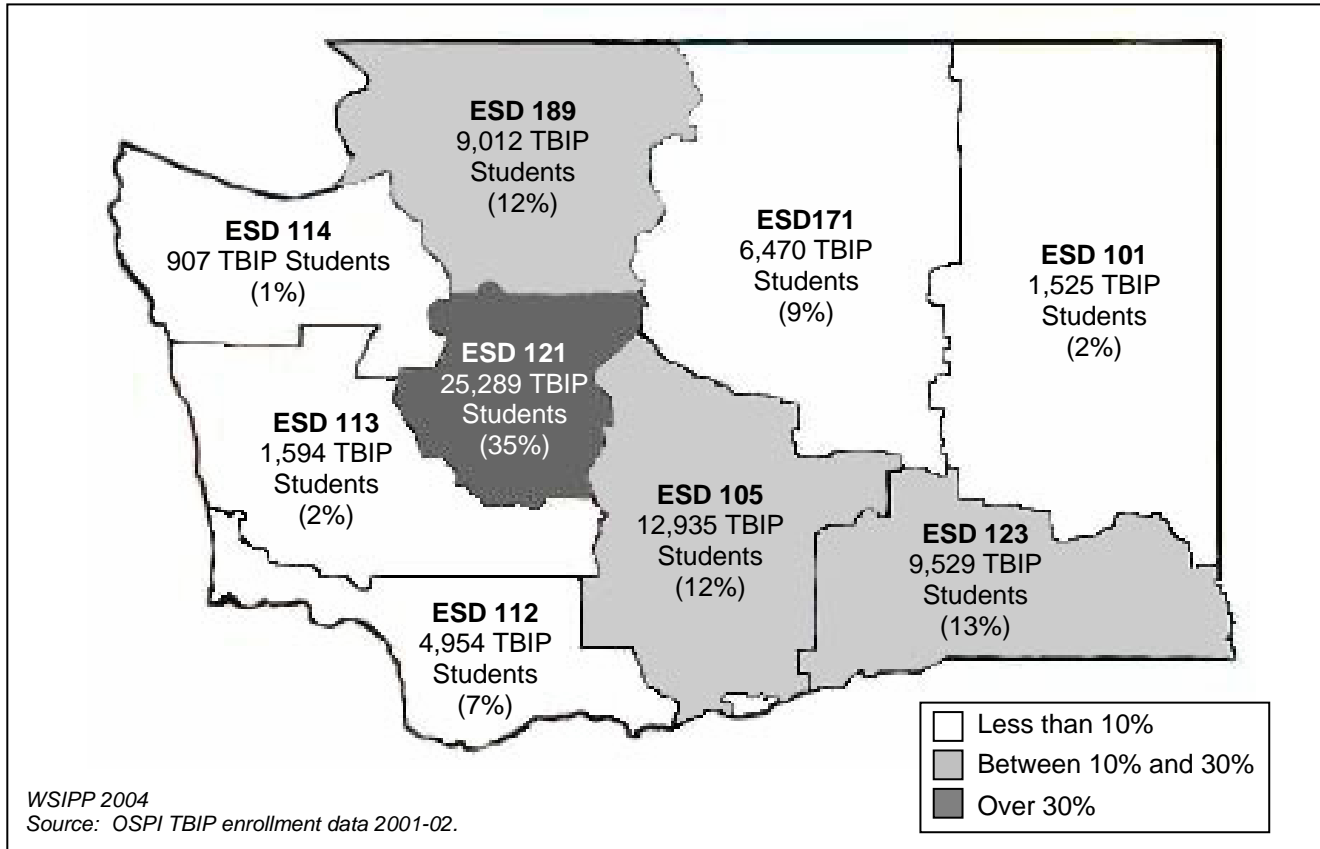 ESD 189
9,012 TBIP
Students
(12%)
ESD 114
907 TBIP Students
(1%)
ESD171
6,470 TBIP
Students
(9%)
ESD 101
1,525 TBIP
Students
(2%)
ESD 121
25,289 TBIP
Students
(35%)
ESD 113
1,594 TBIP
Students
(2%)
ESD 105
12,935 TBIP
Students
(12%)
ESD 123
9,529 TBIP
Students
(13%)
ESD 112
4,954 TBIP
Students
(7%)
Less than 10%
Between 10% and 30%
Over 30%
WSIPP 2004
Source: OSPI TBIP enrollment data 2001-02.